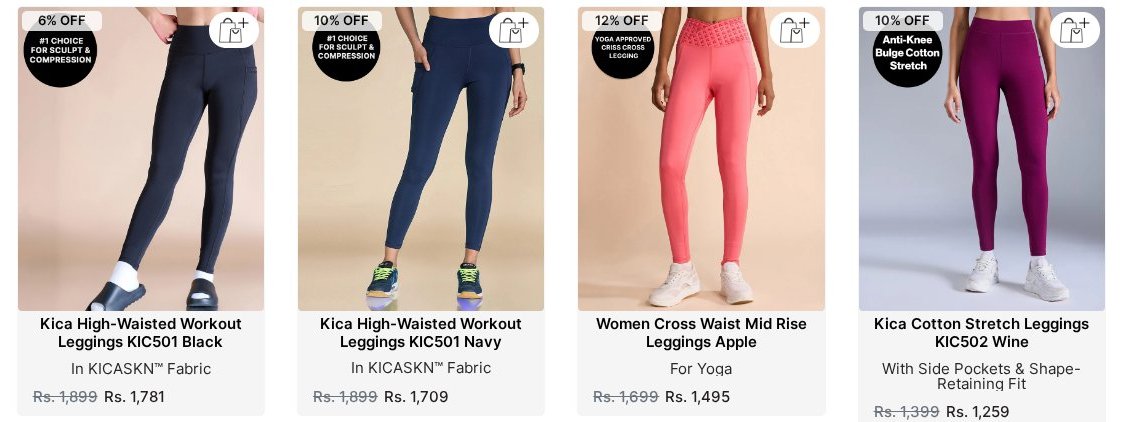 6% OFF
#1 CHOICE
FOR SCULPT &
COMPRESSION
Kica High-Waisted Workout
Leggings KIC501 Black
In KICASKN™ Fabric
Rs. 1,899 Rs. 1,781
10% OFF
#1 CHOICE
FOR SCULPT &
COMPRESSION
Kica High-Waisted Workout
Leggings KIC501 Navy
In KICASKN™ Fabric
Rs. 1,899 Rs. 1,709
12% OFF
YOGA APPROVED
CRISS CROSS
LEGGING
Women Cross Waist Mid Rise
Leggings Apple
For Yoga
Rs. 1,699 Rs. 1,495
10% OFF
Anti-Knee
Bulge Cotton
Stretch
Kica Cotton Stretch Leggings
KIC502 Wine
With Side Pockets & Shape-
Retaining Fit
Rs. 1,399 Rs. 1,259